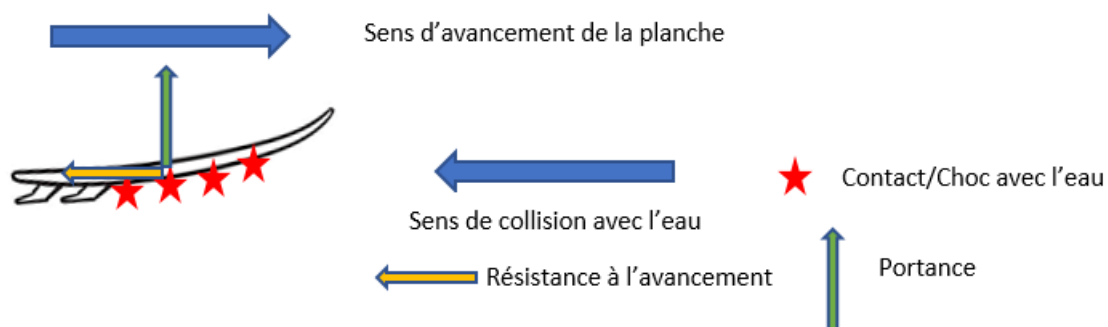 Sens d’avancement de la planche
Contact/Choc avec l’eau
Sens de collision avec l’eau
Résistance à l’avancement
Portance